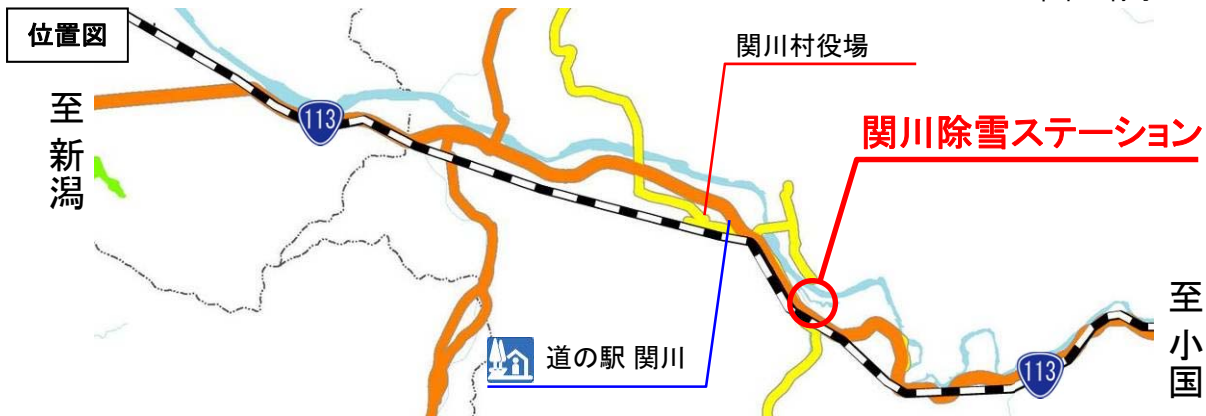 位置図
関川村役場
至新潟
113
関川除雪ステーション
至小国
道の駅 関川
113